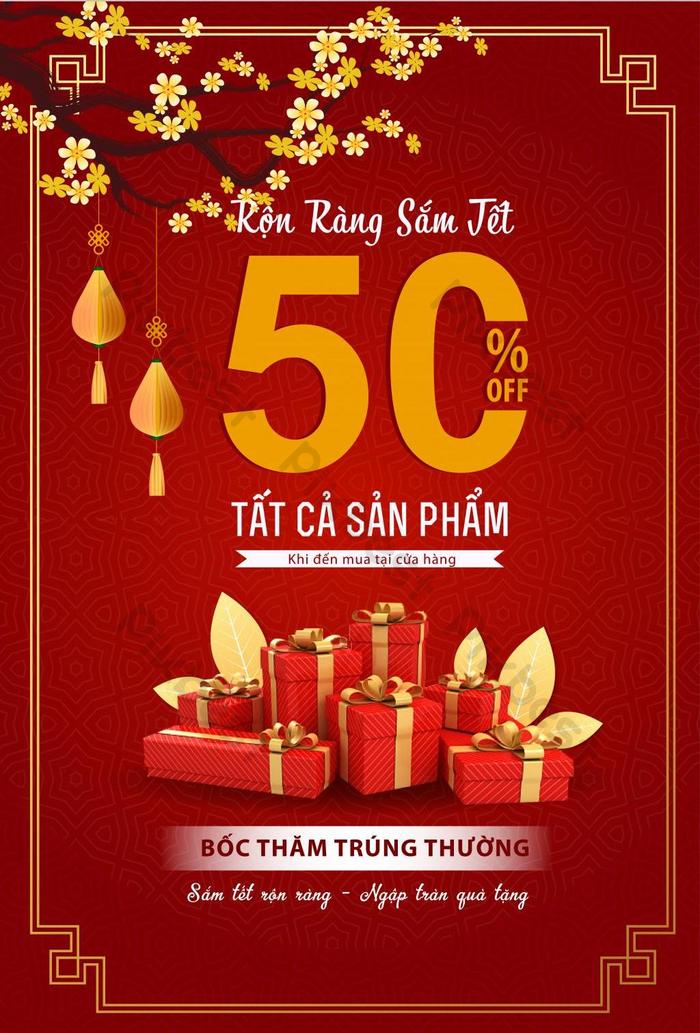 Rộn Ràng Sắm Tết
50
%
OFF
TẤT CẢ SẢN PHẨM
Khi đến mua tại cửa hàng
BỐC THĂM TRÚNG THƯỞNG
Sắm tết rộn ràng - Ngập tràn quà tặng